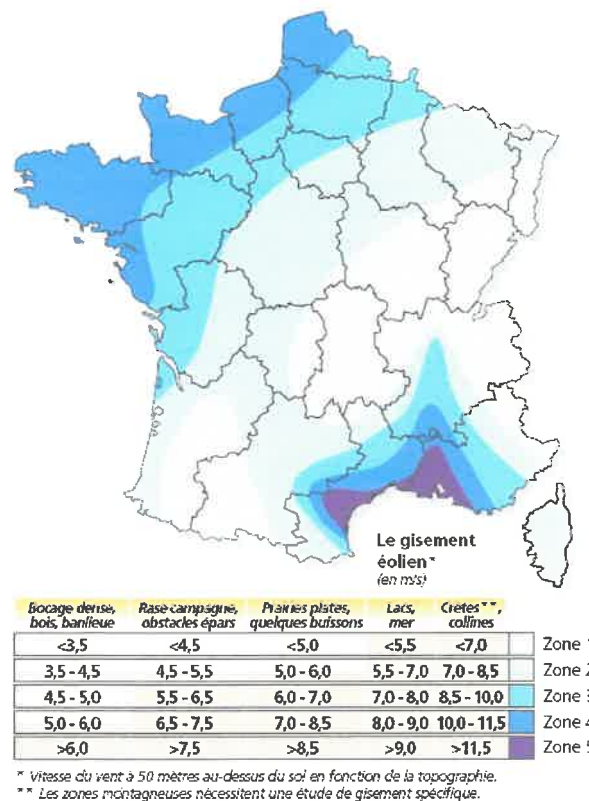 Le gisement
éolien*
(en m/s)
Bocage dense, bois, banlieue Rase campagne, obstacles épars Prairies plates, quelques buissons Lacs, mer Crêtes**, collines
<3,5 <4,5 <5,0 <5,5 <7,0 Zone 1
3,5 - 4,5 4,5 - 5,5 5,0 - 6,0 5,5 - 7,0 7,0 - 8,5 Zone 2
4,5 - 5,0 5,5 - 6,5 6,0 - 7,0 7,0 - 8,0 8,5 - 10,0 Zone 3
5,0 - 6,0 6,5 - 7,5 7,0 - 8,5 8,0 - 9,0 10,0 - 11,5 Zone 4
>6,0 >7,5 >8,5 >9,0 >11,5 Zone 5
* Vitesse du vent à 50 mètres au-dessus du sol en fonction de la topographie.
** Les zones montagneuses nécessitent une étude de gisement spécifique.